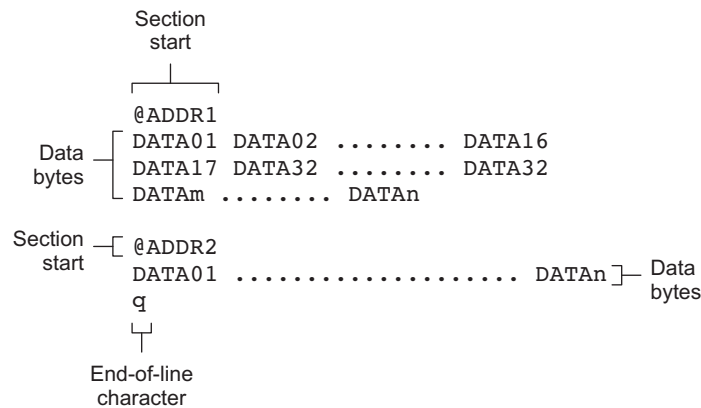 Section
start
@ADDR1
Data
bytes
DATA01 DATA02 ........ DATA16
DATA17 DATA32 ........ DATA32
DATAm ........ DATAn
Section
start
@ADDR2
DATA01 ..................... DATAn
Data
bytes
q
End-of-line
character